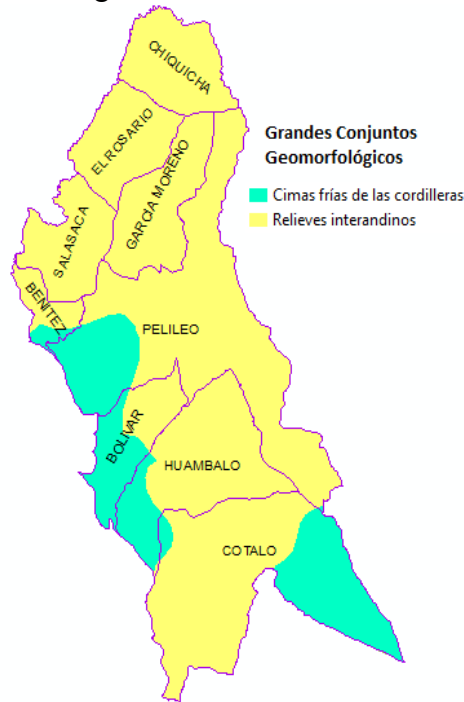 CHIQUICHA
EL ROSARIO
GARCÍA MORENO
SALASACA
BENITEZ
PELILEO
BOLIVAR
HUAMBALO
COTALO
Grandes Conjuntos
Geomorfológicos
Cimas frías de las cordilleras
Relieves interandinos